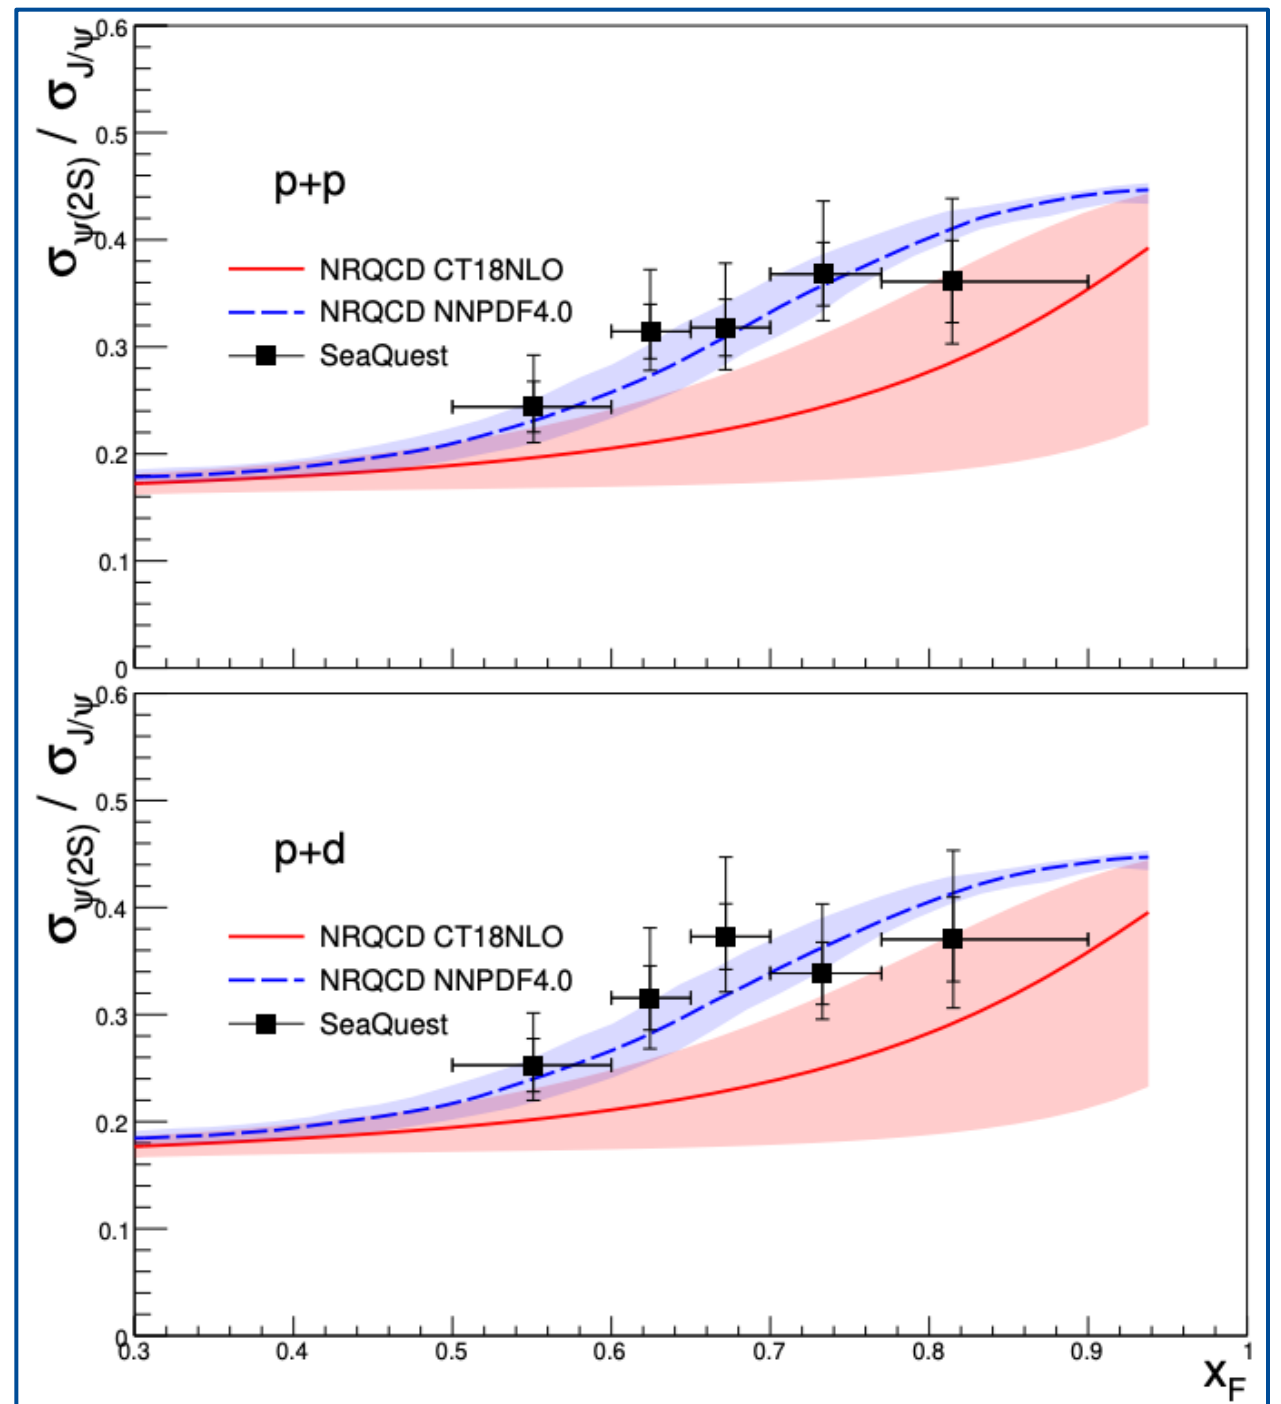 σψ(2S) / σJ/ψ
0.6
0.5
0.4
0.3
0.2
0.1
0
p+p
NRQCD CT18NLO
NRQCD NNPDF4.0
SeaQuest
σψ(2S) / σJ/ψ
0.6
0.5
0.4
0.3
0.2
0.1
0
p+d
NRQCD CT18NLO
NRQCD NNPDF4.0
SeaQuest
0.3 0.4 0.5 0.6 0.7 0.8 0.9 1
xF